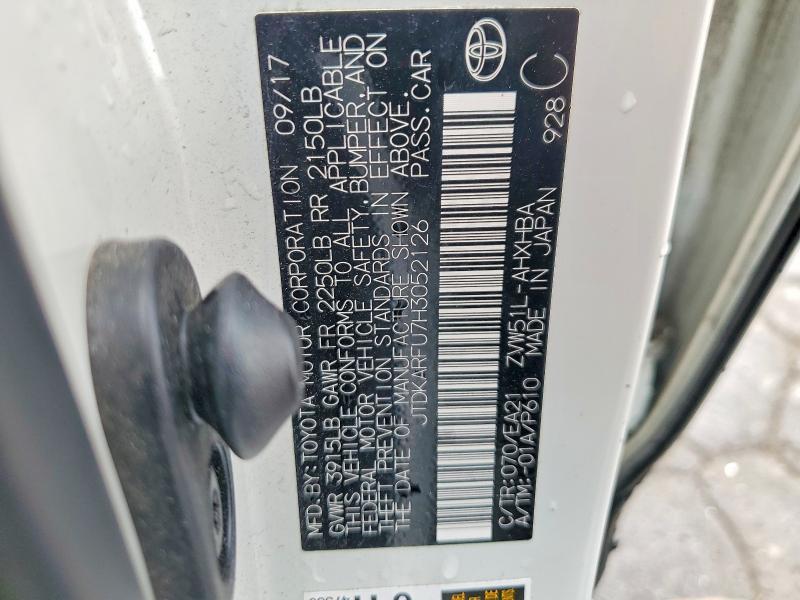 MFD. BY: TOYOTA MOTOR CORPORATION 09/17
GVWR 3915LB GAWR FR 2250LB RR 2150LB
THIS VEHICLE CONFORMS TO ALL APPLICABLE
FEDERAL MOTOR VEHICLE SAFETY, BUMPER, AND
THEFT PREVENTION STANDARDS IN EFFECT ON
THE DATE OF MANUFACTURE SHOWN ABOVE.
JTDKARFU7H3052126 PASS. CAR
C/TR: 070/EA21 ZVW51L-AHXHBA
A/TM: -01A/P610 MADE IN JAPAN
928 C